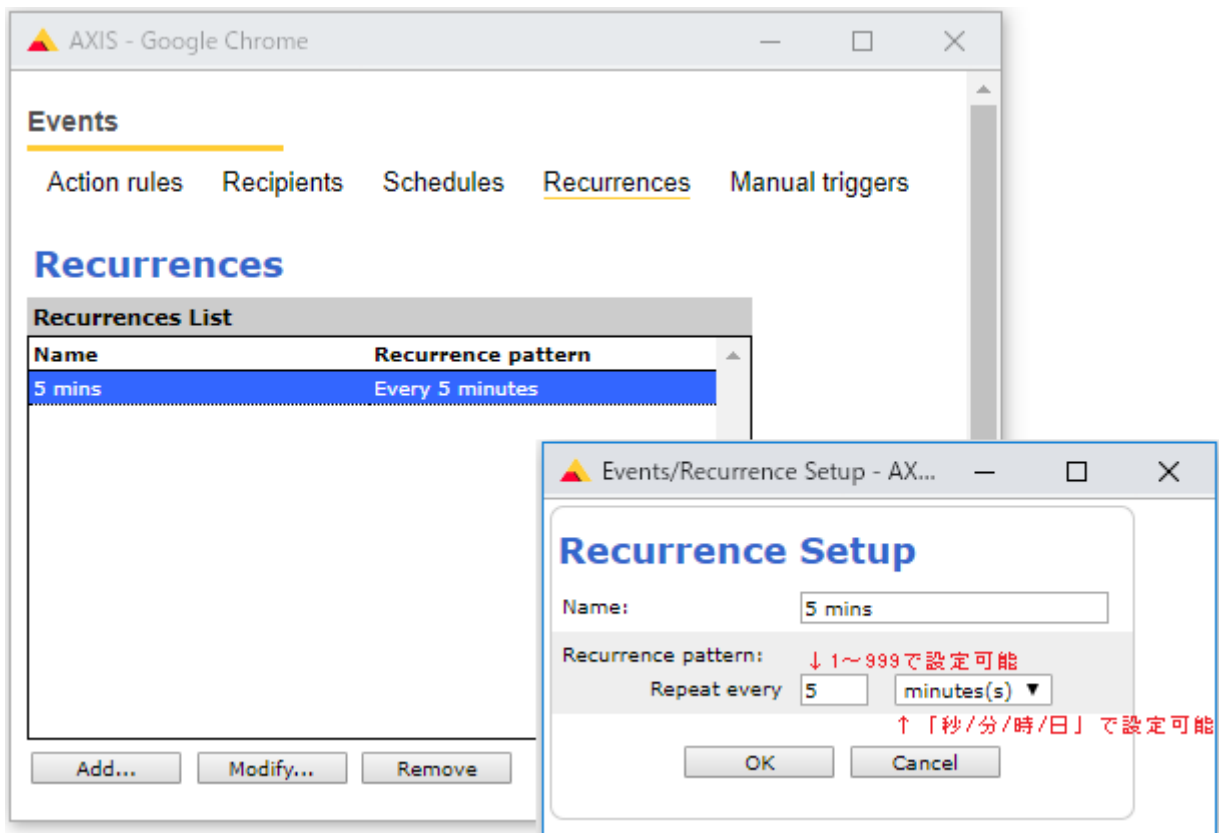 AXIS - Google Chrome
Events
Action rules Recipients Schedules Recurrences Manual triggers
Recurrences
Recurrences List
Name Recurrence pattern
5 mins Every 5 minutes
Add... Modify... Remove
Events/Recurrence Setup - AX...
Recurrence Setup
Name: 5 mins
Recurrence pattern: ↓1～999で設定可能
Repeat every 5 minutes(s) ▼
↑「秒/分/時/日」で設定可能
OK Cancel